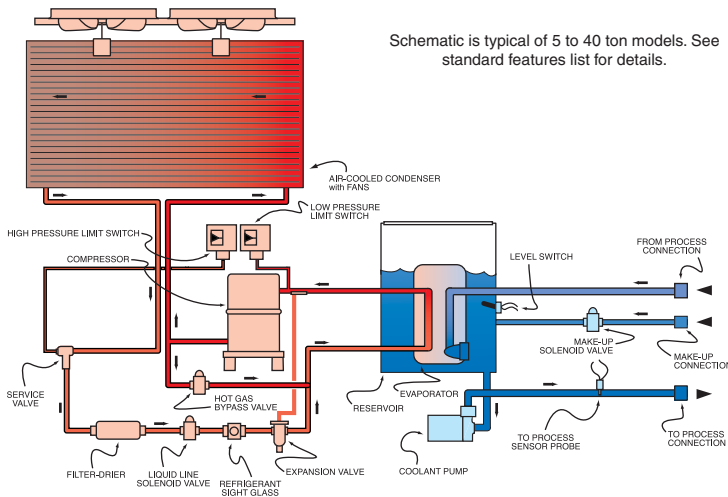 Schematic is typical of 5 to 40 ton models. See
standard features list for details.
AIR-COOLED CONDENSER
with FANS
LOW PRESSURE
LIMIT SWITCH
HIGH PRESSURE LIMIT SWITCH
COMPRESSOR
LEVEL SWITCH
FROM PROCESS
CONNECTION
MAKE-UP
SOLENOID VALVE
MAKE-UP
CONNECTION
SERVICE
VALVE
HOT GAS
BYPASS VALVE
EVAPORATOR
RESERVOIR
TO PROCESS
SENSOR PROBE
TO PROCESS
CONNECTION
FILTER-DRIER
LIQUID LINE
SOLENOID VALVE
REFRIGERANT
SIGHT GLASS
EXPANSION VALVE
COOLANT PUMP